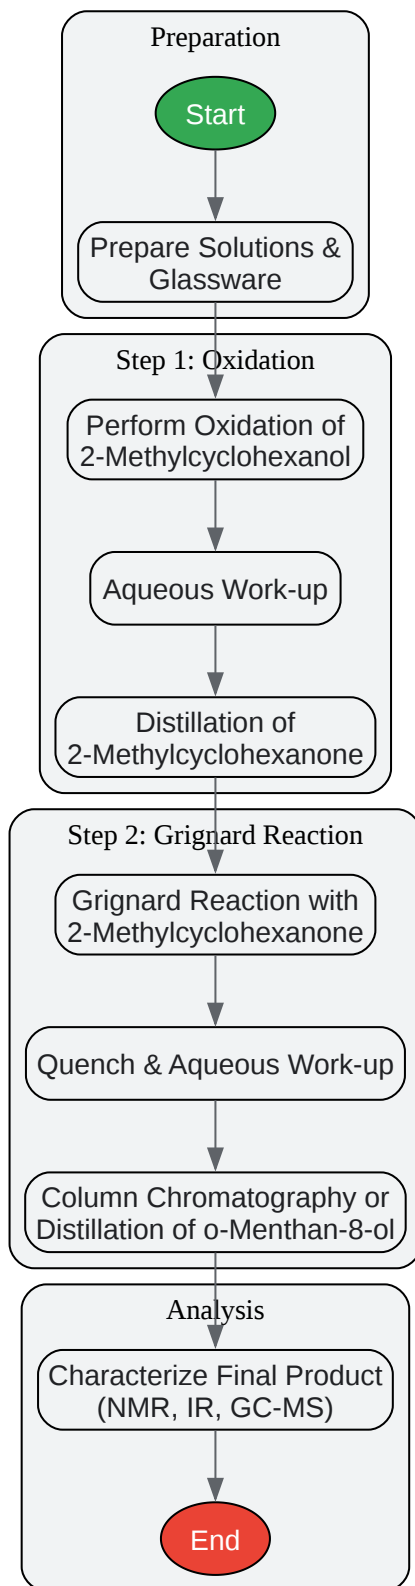 Preparation
Start
Prepare Solutions &
Glassware
Step 1: Oxidation
Perform Oxidation of
2-Methylcyclohexanol
Aqueous Work-up
Distillation of
2-Methylcyclohexanone
Step 2: Grignard Reaction
Grignard Reaction with
2-Methylcyclohexanone
Quench & Aqueous Work-up
Column Chromatography or
Distillation of o-Menthan-8-ol
Analysis
Characterize Final Product
(NMR, IR, GC-MS)
End